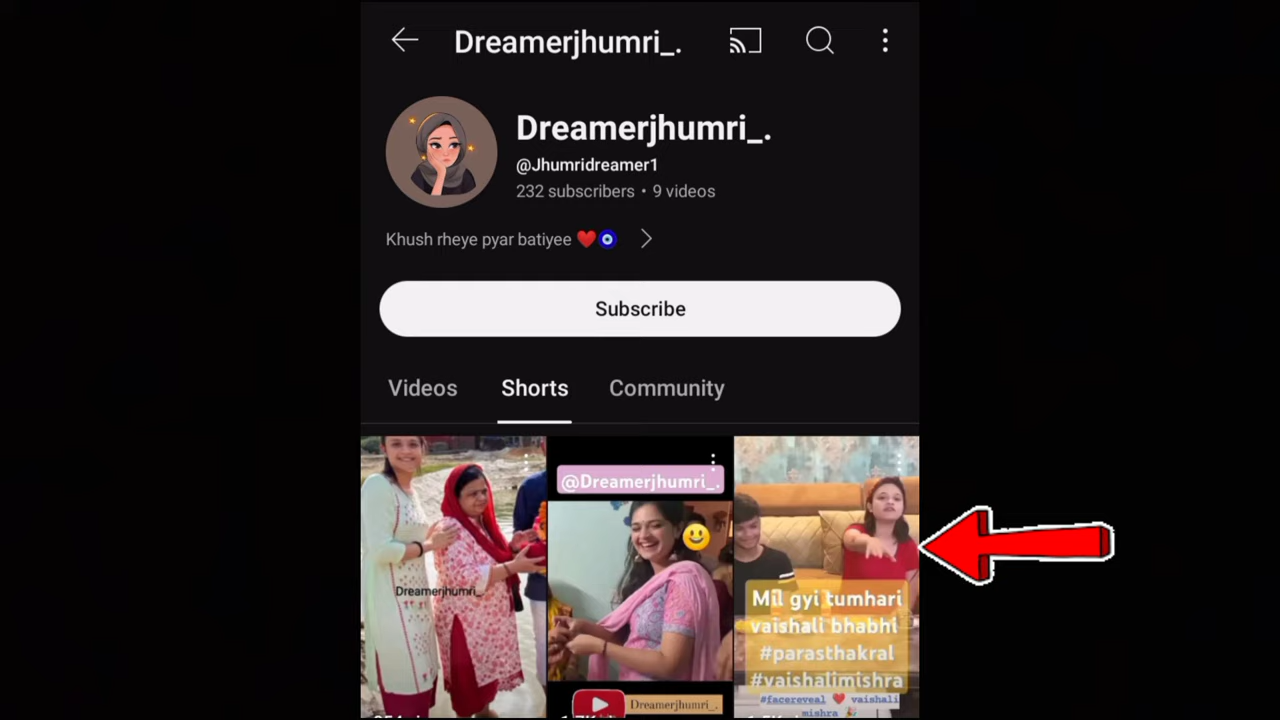 Dreamerjhumri_.
Dreamerjhumri_.
@Jhumridreamer1
232 subscribers • 9 videos
Khush rheye pyar batiyee ❤️🧿
Subscribe
Videos
Shorts
Community
Dreamerjhumri_.
@Dreamerjhumri_.
Dreamerjhumri_.
Mil gyi tumhari
vaishali bhabhi
#parasthakral
#vaishalimishra
#facereveal ❤️ vaishali
mishra 🎉